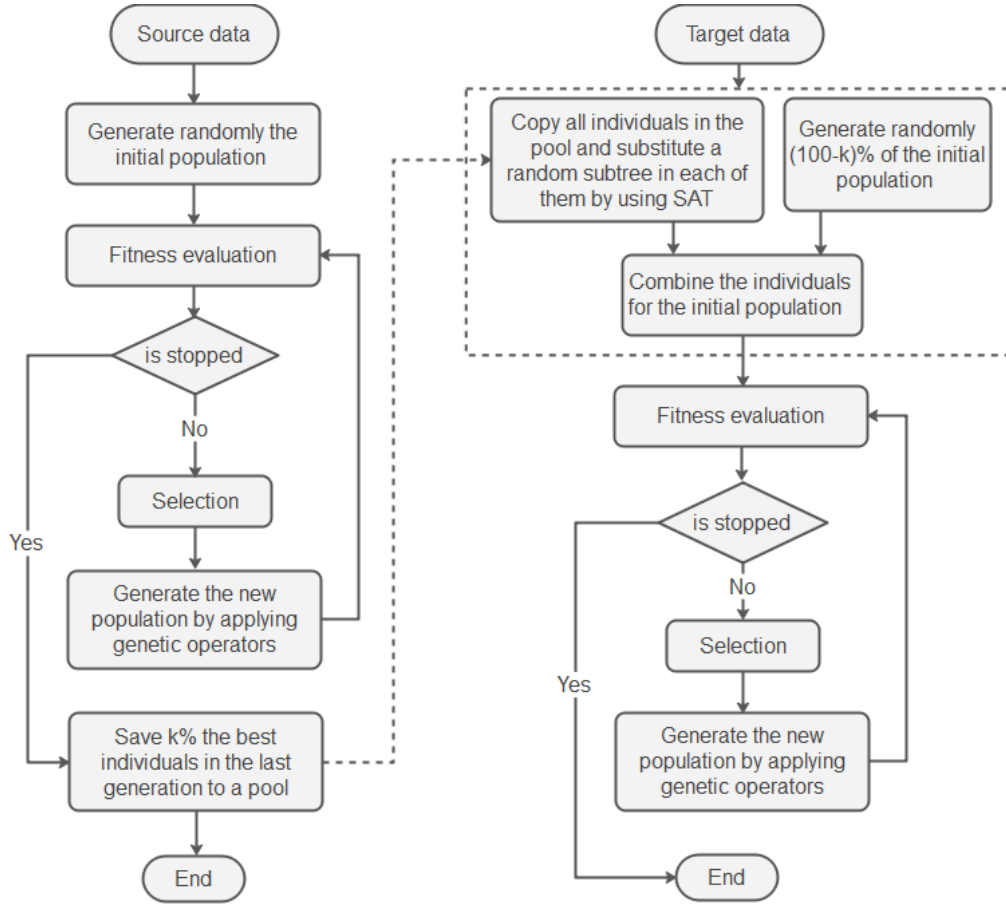 Source data
Generate randomly the
initial population
Fitness evaluation
is stopped
No
Selection
Yes
Generate the new
population by applying
genetic operators
Save k% the best
individuals in the last
generation to a pool
End
Target data
Copy all individuals in the
pool and substitute a
random subtree in each of
them by using SAT
Generate randomly
(100-k)% of the initial
population
Combine the individuals
for the initial population
Fitness evaluation
is stopped
No
Selection
Yes
Generate the new
population by applying
genetic operators
End